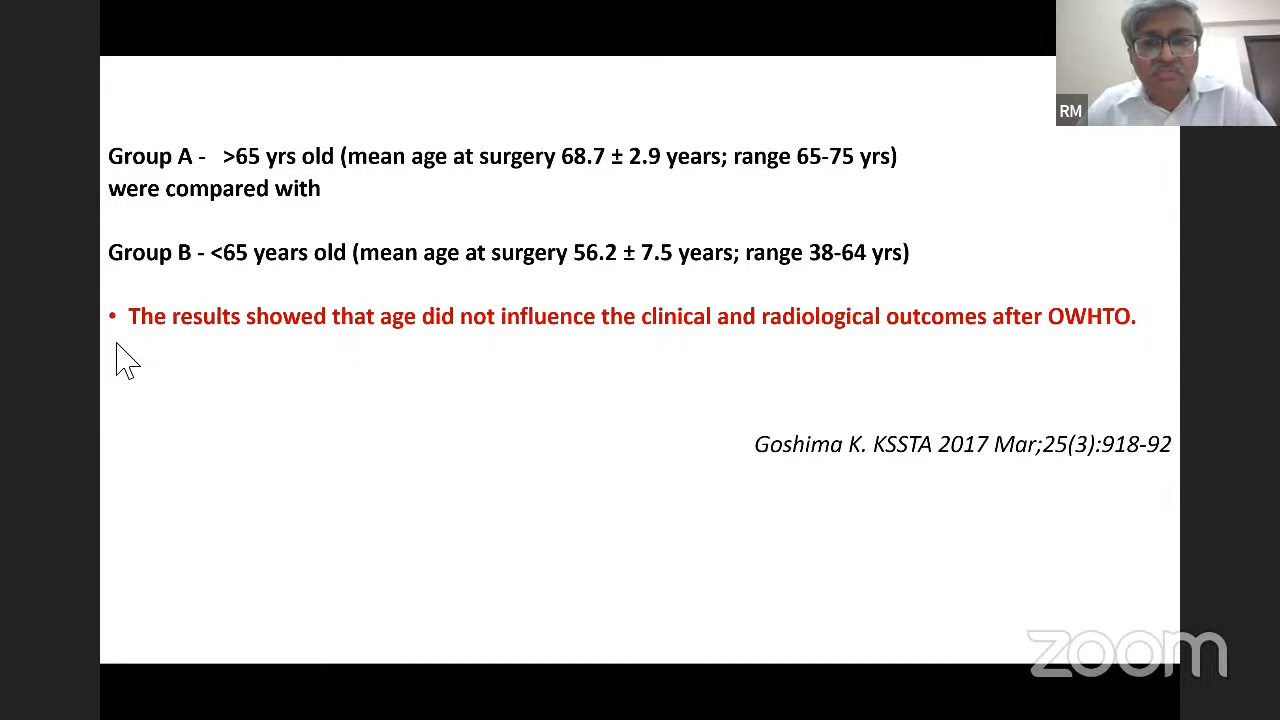 RM
Group A -   >65 yrs old (mean age at surgery 68.7 ± 2.9 years; range 65-75 yrs)
were compared with
Group B - <65 years old (mean age at surgery 56.2 ± 7.5 years; range 38-64 yrs)
• The results showed that age did not influence the clinical and radiological outcomes after OWHTO.
Goshima K. KSSTA 2017 Mar;25(3):918-92
zoom